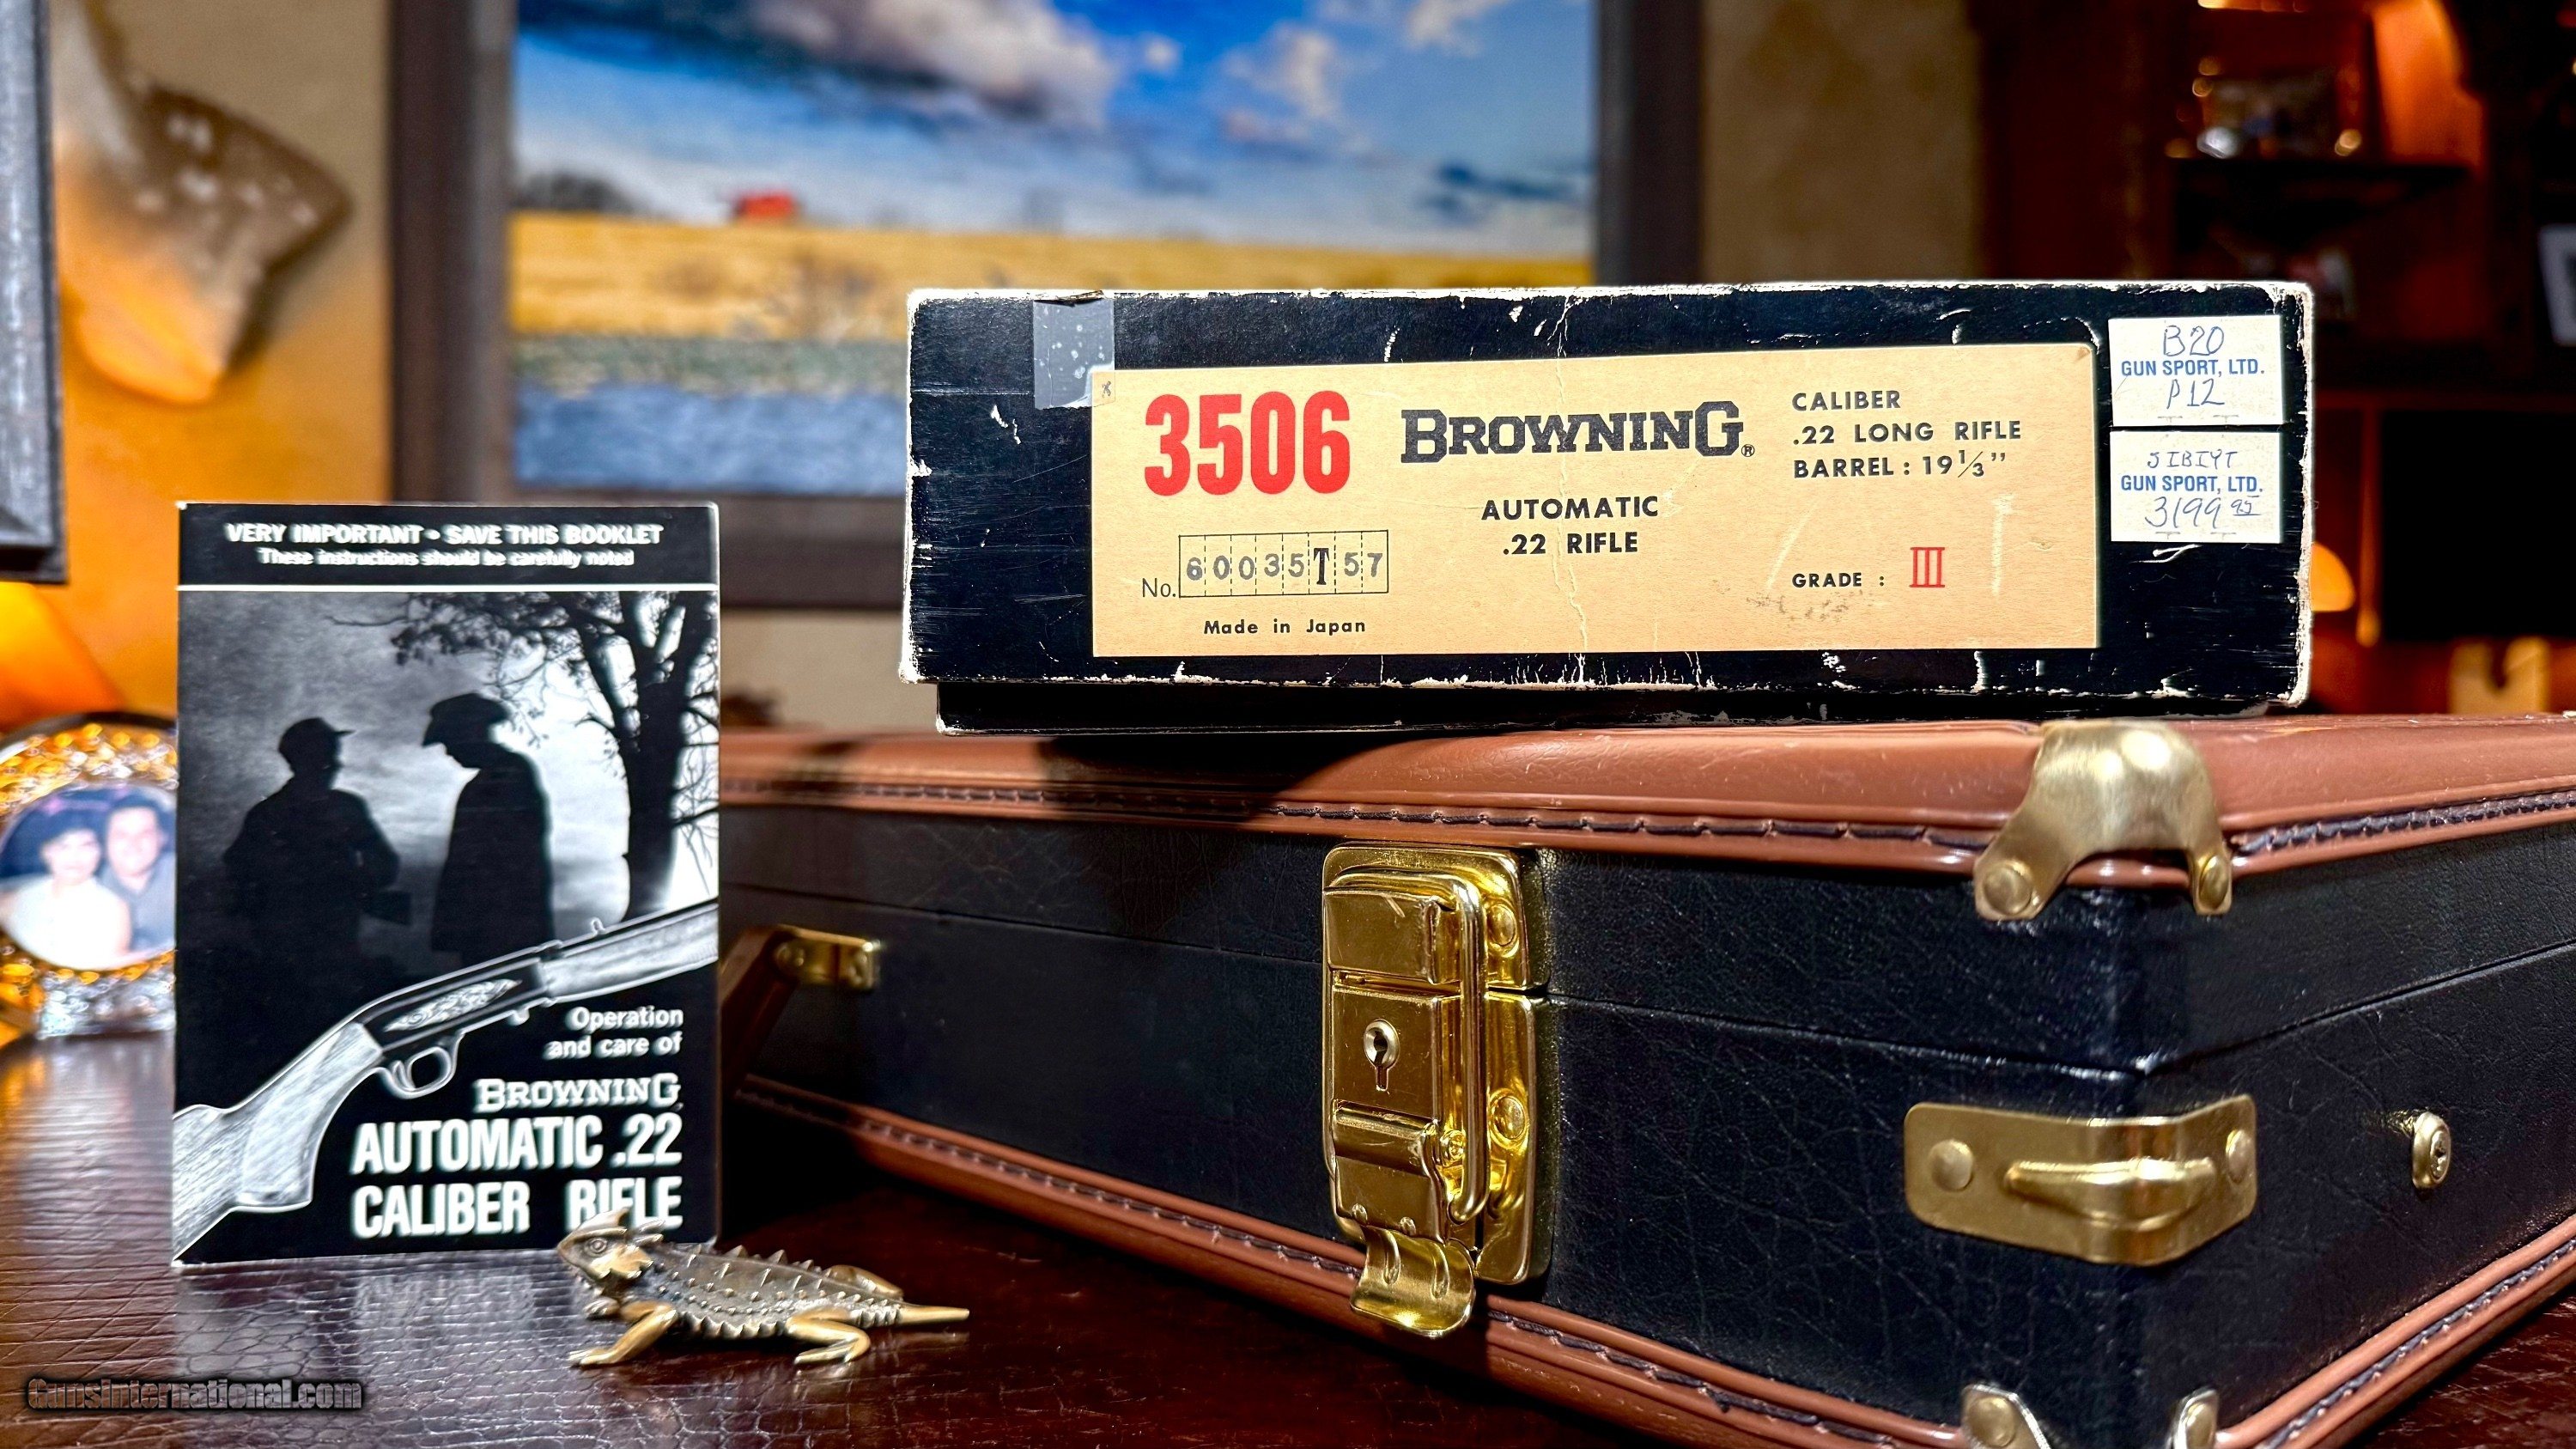 VERY IMPORTANT • SAVE THIS BOOKLET
These instructions should be carefully noted
Operation
and care of
BROWNING
AUTOMATIC .22
CALIBER RIFLE
3506
No. 60035T57
Made in Japan
BROWNING®
AUTOMATIC
.22 RIFLE
CALIBER
.22 LONG RIFLE
BARREL : 19 1/3"
GRADE : III
B20
GUN SPORT, LTD.
P12
GUN SPORT, LTD.
3199 95
GunsInternational.com